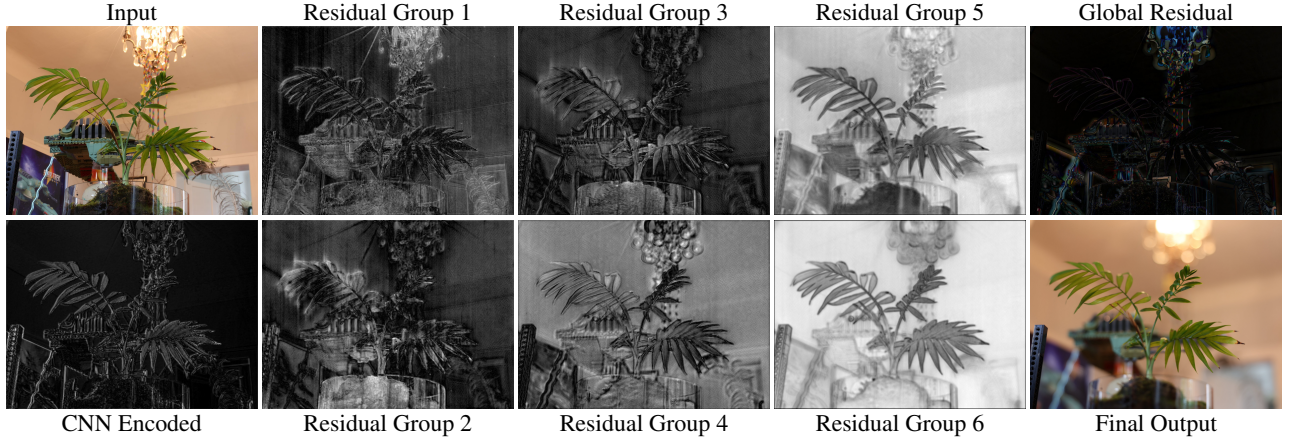 Input
Residual Group 1
Residual Group 3
Residual Group 5
Global Residual
CNN Encoded
Residual Group 2
Residual Group 4
Residual Group 6
Final Output